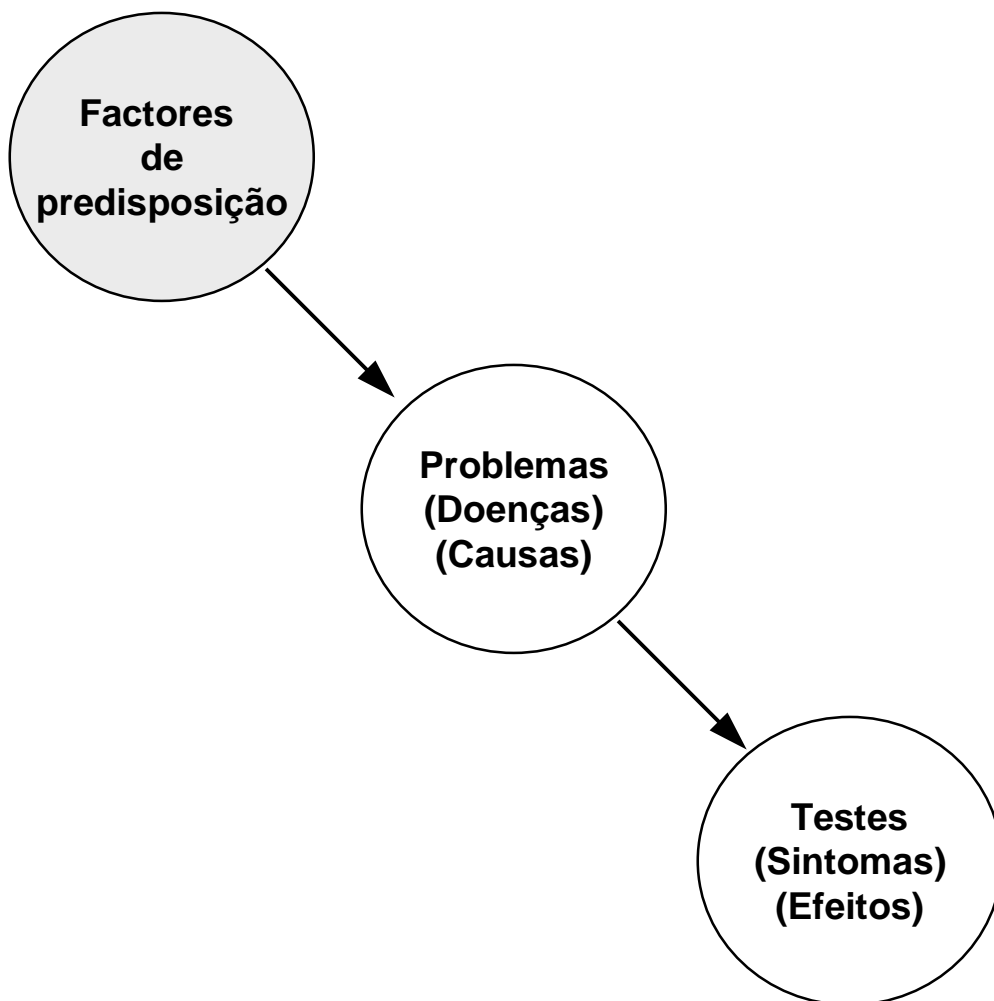 Factores
de
predisposição
Problemas
(Doenças)
(Causas)
Testes
(Sintomas)
(Efeitos)